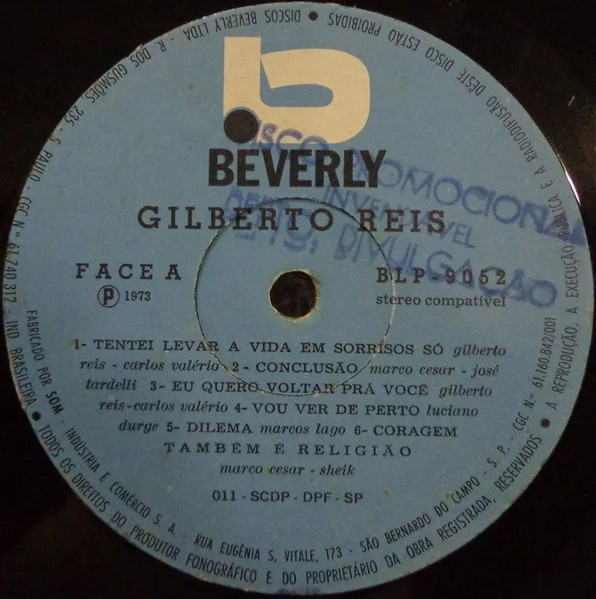 b
BEVERLY
GILBERTO REIS
DISCO PROMOCIONAL
INVENDÁVEL
DEPTO. DIVULGAÇÃO
FACE A
BLP-9052
℗ 1973
stereo compatível
1- TENTEI LEVAR A VIDA EM SORRISOS SÓ gilberto
reis - carlos valério 2- CONCLUSÃO marco cesar - josé
tardelli 3- EU QUERO VOLTAR PRÁ VOCÊ gilberto
reis-carlos valério 4- VOU VER DE PERTO luciano
durge 5- DILEMA marcos lago 6- CORAGEM
TAMBÉM É RELIGIÃO
marco cesar - sheik
011 - SCDP - DPF - SP
FABRICADO POR SOM - INDÚSTRIA E COMÉRCIO S. A. - RUA EUGÊNIA S. VITALE, 173 - SÃO BERNARDO DO CAMPO - S. P. - CGC Nº 61.160.842/001
TODOS OS DIREITOS DO PRODUTOR FONOGRÁFICO E DO PROPRIETÁRIO DA OBRA REGISTRADA, RESERVADOS • A REPRODUÇÃO, A EXECUÇÃO PÚBLICA E A RADIODIFUSÃO DÊSTE DISCO ESTÃO PROIBIDAS • DISCOS BEVERLY LTDA - R. DOS GUSMÕES, 235 - S. PAULO - CGC Nº 61.740.312 - IND BRASILEIRA •